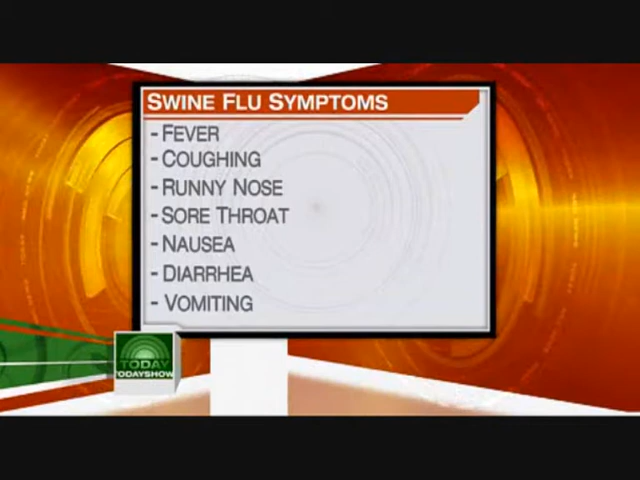 SWINE FLU SYMPTOMS
- FEVER
- COUGHING
- RUNNY NOSE
- SORE THROAT
- NAUSEA
- DIARRHEA
- VOMITING
TODAY
TODAYSHOW